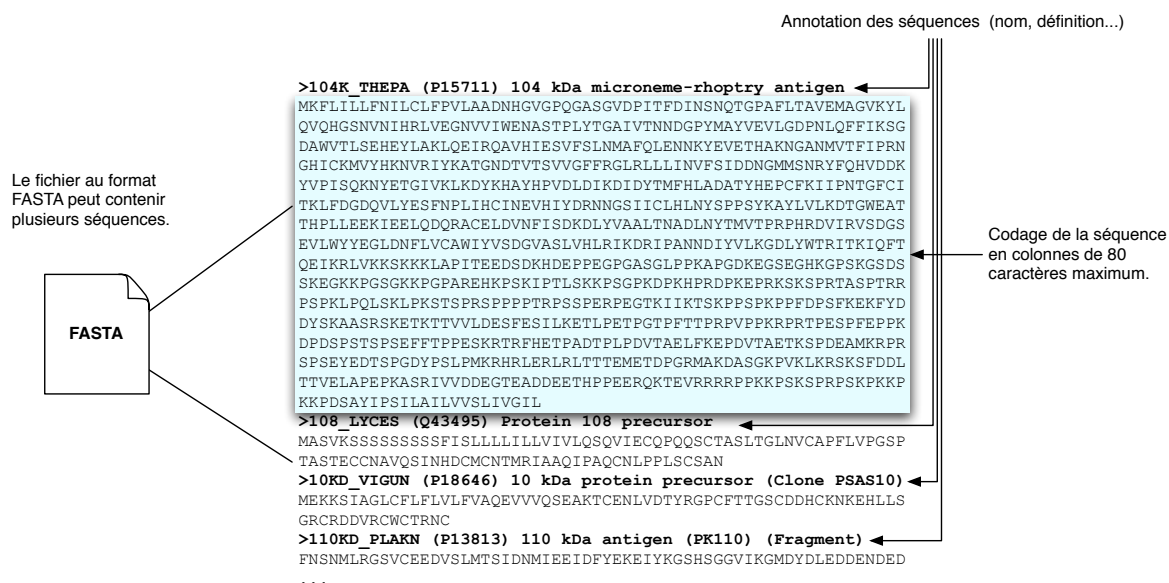 Annotation des séquences (nom, définition...)
>104K_THEPA (P15711) 104 kDa microneme-rhoptry antigen
MKFLILLFNILCLFPVLAADNHGVGPQGASGVDPITFDINSNQTGPAFLTAVEMAGVKYL
QVQHGSNVNIHRLVEGNVVIWENASTPLYTGAIVTNNDGPYMAYVEVLGDPNLQFFIKSG
DAWVTLSEHEYLAKLQEIRQAVHIESVFSLNMAFQLENNKYEVETHAKNGANMVTFIPRN
GHICKMVYHKNVRIYKATGNDTVTSVVGFFRGLRLLLINVFSIDDNGMMSNRYFQHVDDK
YVPISQKNYETGIVKLKDYKHAYHPVDLDIKDIDYTMFHLADATYHEPCFKIIPNTGFCI
TKLFDGDQVLYESFNPLIHCINEVHIYDRNNGSIICLHLNYSPPSYKAYLVLKDTGWEAT
THPLLEEKIEELQDQRACELDVNFISDKDLYVAALTNADLNYTMVTPRPHRDVIRVSDGS
EVLWYYEGLDNFLVCAWIYVSDGVASLVHLRIKDRIPANNDIYVLKGDLYWTRITKIQFT
QEIKRLVKKSKKKLAPITEEDSDKHDEPPEGPGASGLPPKAPGDKEGSEGHKGPSKGSDS
SKEGKKPGSGKKPGPAREHKPSKIPTLSKKPSGPKDPKHPRDPKEPRKSKSPRTASPTRR
PSPKLPQLSKLPKSTSPRSPPPPTRPSSPERPEGTKIIKTSKPPSPKPPFDPSFKEKFYD
DYSKAASRSKETKTTVVLDESFESILKETLPETPGTPFTTPRPVPPKRPRTPESPFEPPK
DPDSPSTSPSEFFTPPESKRTRFHETPADTPLPDVTAELFKEPDVTAETKSPDEAMKRPR
SPSEYEDTSPGDYPSLPMKRHRLERLRLTTTEMETDPGRMAKDASGKPVKLKRSKSFDDL
TTVELAPEPKASRIVVDDEGTEADDEETHPPEERQKTEVRRRRPPKKPSKSPRPSKPKKP
KKPDSAYIPSILAILVVSLIVGIL
>108_LYCES (Q43495) Protein 108 precursor
MASVKSSSSSSSSSFISLLLLILLVIVLQSQVIECQPQQSCTASLTGLNVCAPFLVPGSP
TASTECCNAVQSINHDCMCNTMRIAAQIPAQCNLPPLSCSAN
>10KD_VIGUN (P18646) 10 kDa protein precursor (Clone PSAS10)
MEKKSIAGLCFLFLVLFVAQEVVVQSEAKTCENLVDTYRGPCFTTGSCDDHCKNKEHLLS
GRCRDDVRCWCTRNC
>110KD_PLAKN (P13813) 110 kDa antigen (PK110) (Fragment)
FNSNMLRGSVCEEDVSLMTSIDNMIEEIDFYEKEIYKGSHSGGVIKGMDYDLEDDENDED
...
Le fichier au format
FASTA peut contenir
plusieurs séquences.
FASTA
Codage de la séquence
en colonnes de 80
caractères maximum.